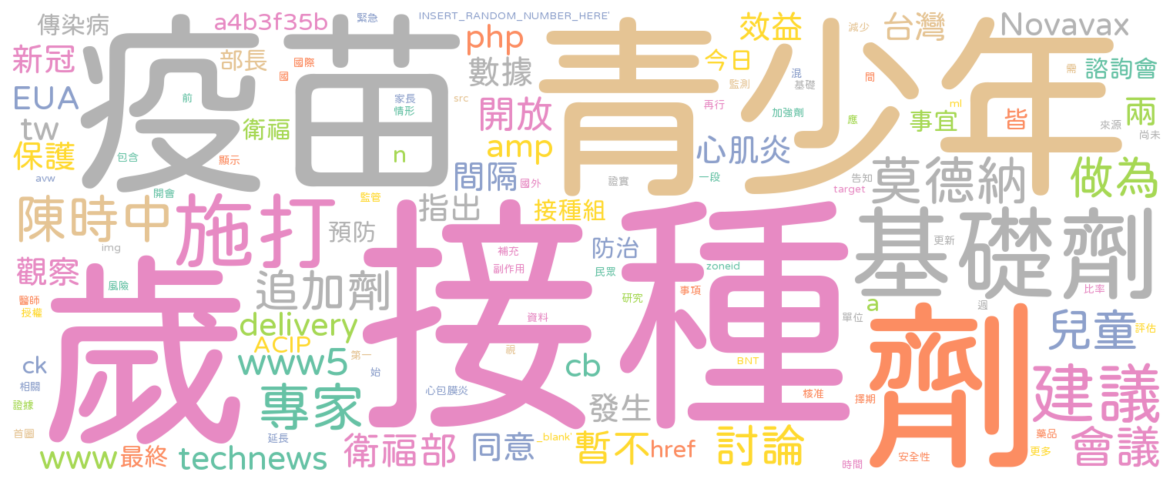 傳染病 a4b3f35b 緊急 INSERT_RANDOM_NUMBER_HERE' 效益 減少 台灣 Novavax
新冠 部長 國際 php 今日 混 間 需 諮詢會
國 數據 監測 基礎
EUA 前 家長 src 開放 再行 加強劑 ml 兩
tw 衛福 情形 應 事宜 皆 來源 尚未
疫苗 青少年
保護 包含 顯示 n amp 心肌炎
avw 開會 監管 間隔 國外 證實 一段 target 告知 莫德納 做為
陳時中 施打 預防 指出 接種組
img 補充 防治 更新 基礎劑
觀察 風險 追加劑 副作用 民眾 zoneid
醫師 研究 事項 週 比率
授權 歲 接種 資料 單位 a
delivery 兒童 評估
ACIP 第一 視 BNT
ck www5 cb 劑
相關 始 心包膜炎 核准 擇期 建議
證據 專家 發生
首圖 延長 _blank' 藥品
www 最終 technews 衛福部 同意 暫不 href 討論 時間 安全性 更多 會議